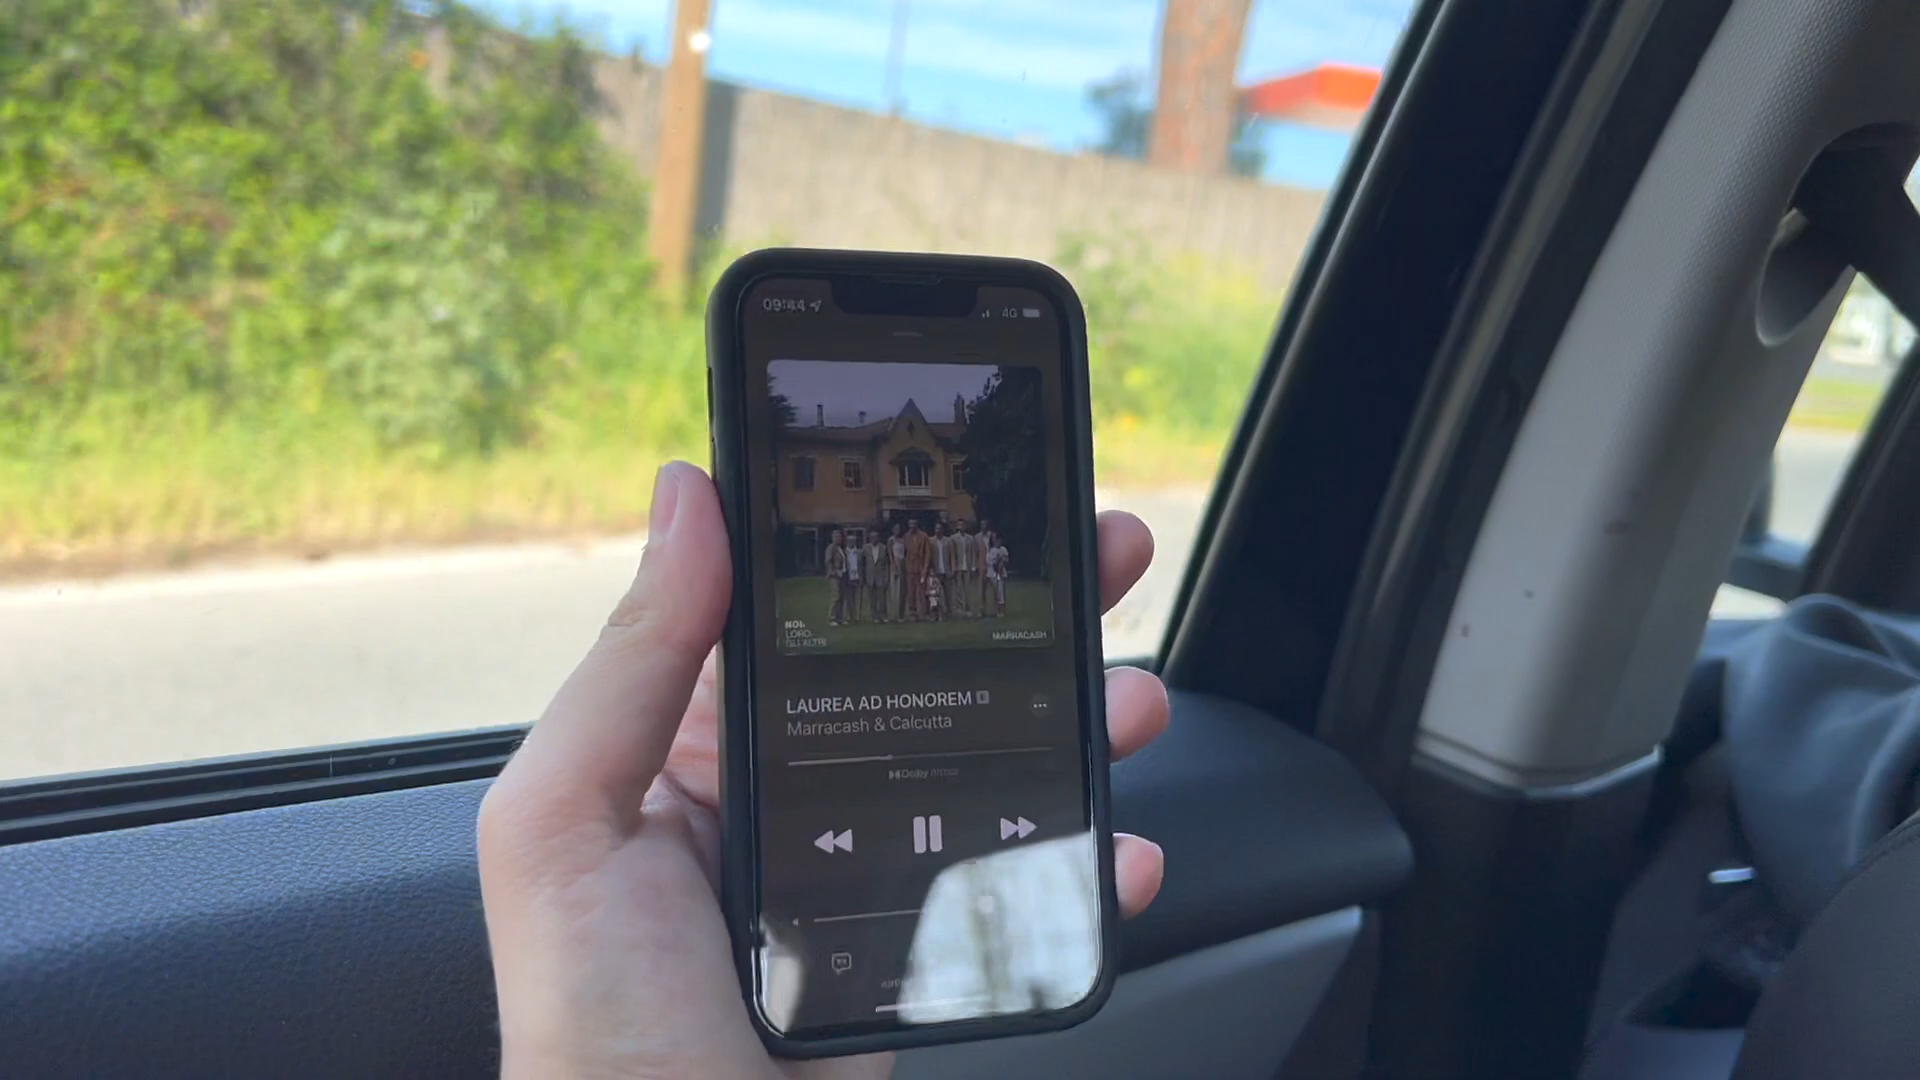 09:44
4G
NOI,
LORO,
GLI ALTRI
MARRACASH
LAUREA AD HONOREM E
Marracash & Calcutta
Dolby Atmos